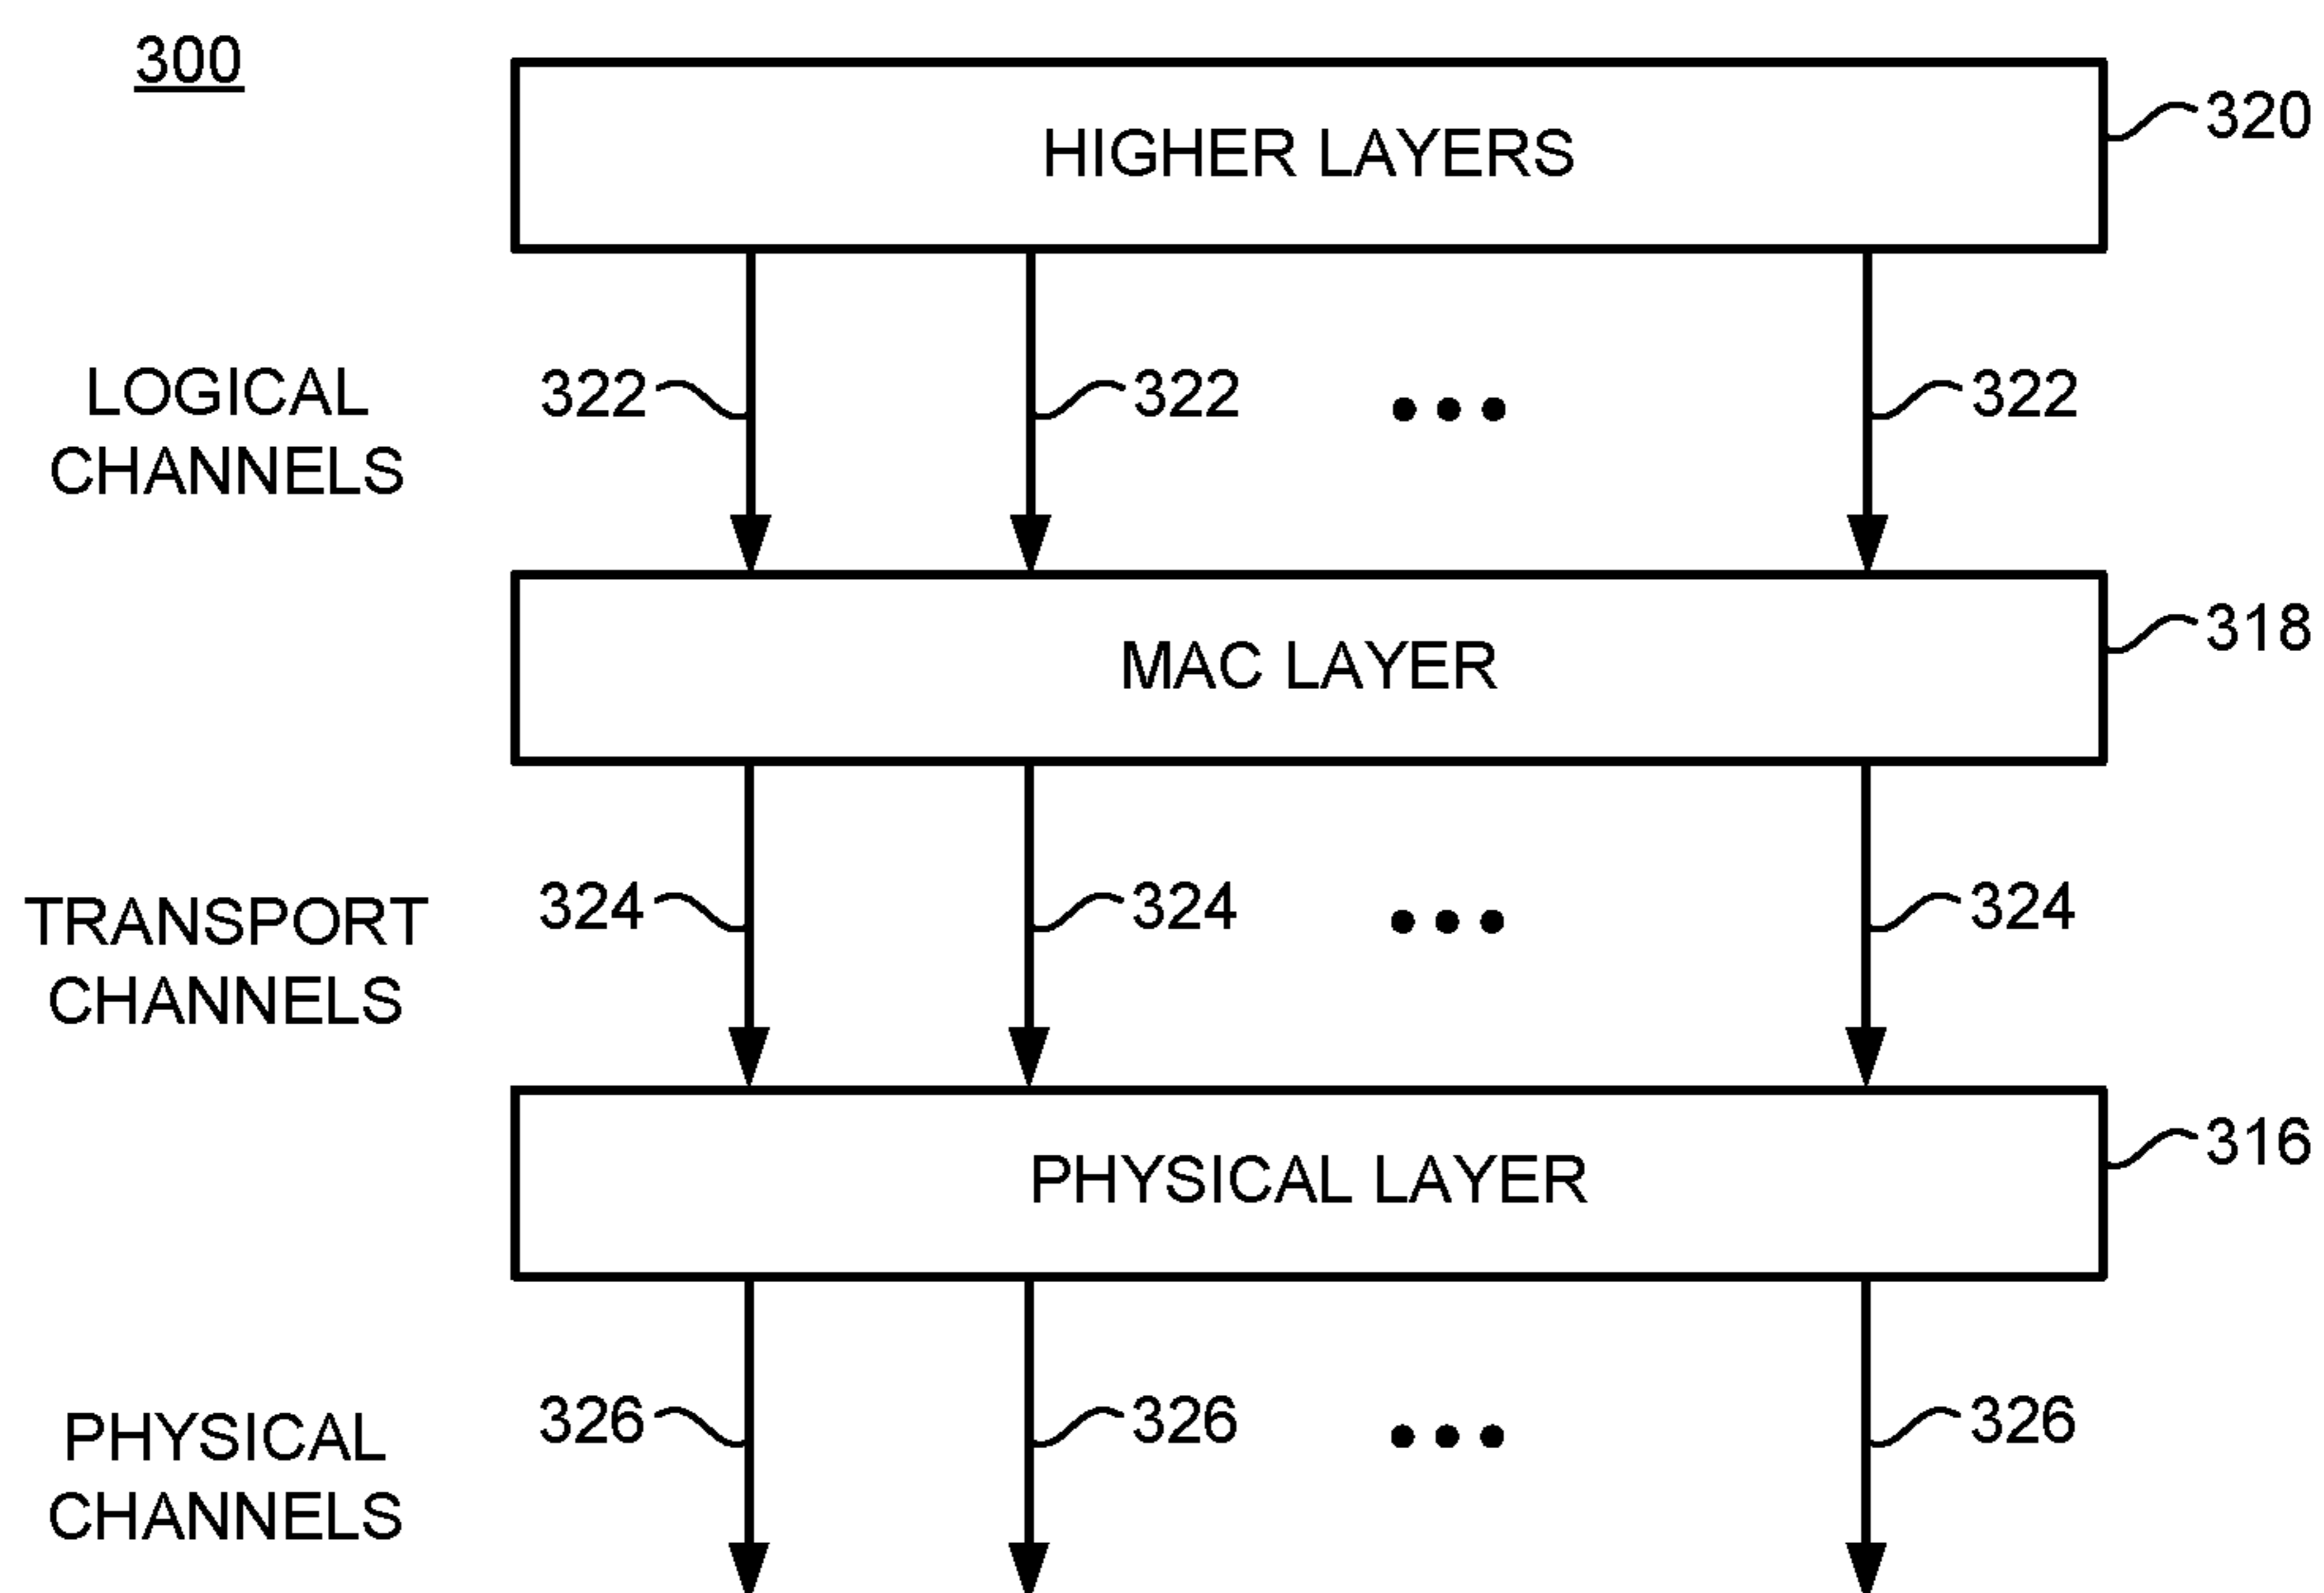 300
HIGHER LAYERS
320
LOGICAL
CHANNELS
322
322
322
MAC LAYER
318
TRANSPORT
CHANNELS
324
324
324
PHYSICAL LAYER
316
PHYSICAL
CHANNELS
326
326
326